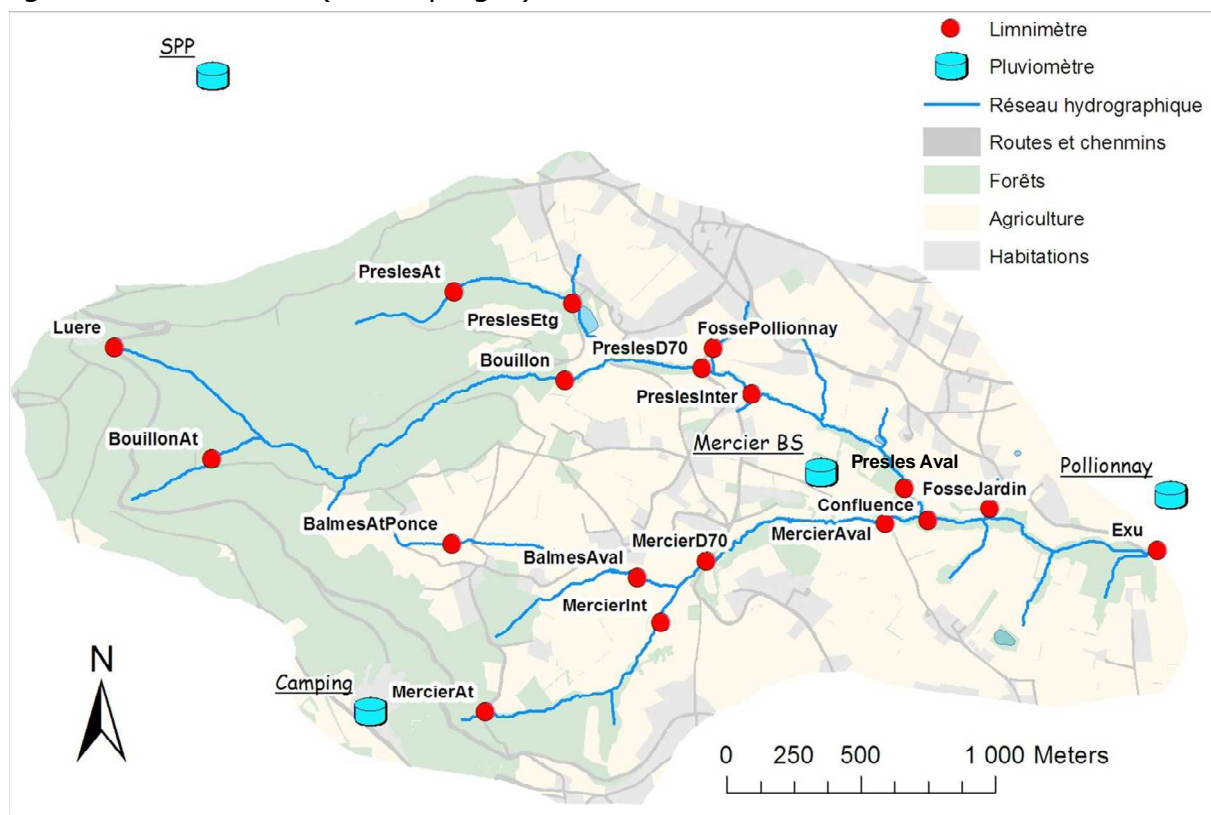 SPP
Limnimètre
Pluviomètre
Réseau hydrographique
Routes et chenmins
Forêts
Agriculture
Habitations
PreslesAt
PreslesEtg
Luere
FossePollionnay
PreslesD70
Bouillon
PreslesInter
BouillonAt
Mercier BS
Presles Aval
Pollionnay
FosseJardin
Confluence
BalmesAtPonce
MercierD70
MercierAval
Exu
BalmesAval
MercierInt
N
Camping
MercierAt
0 250 500 1 000 Meters